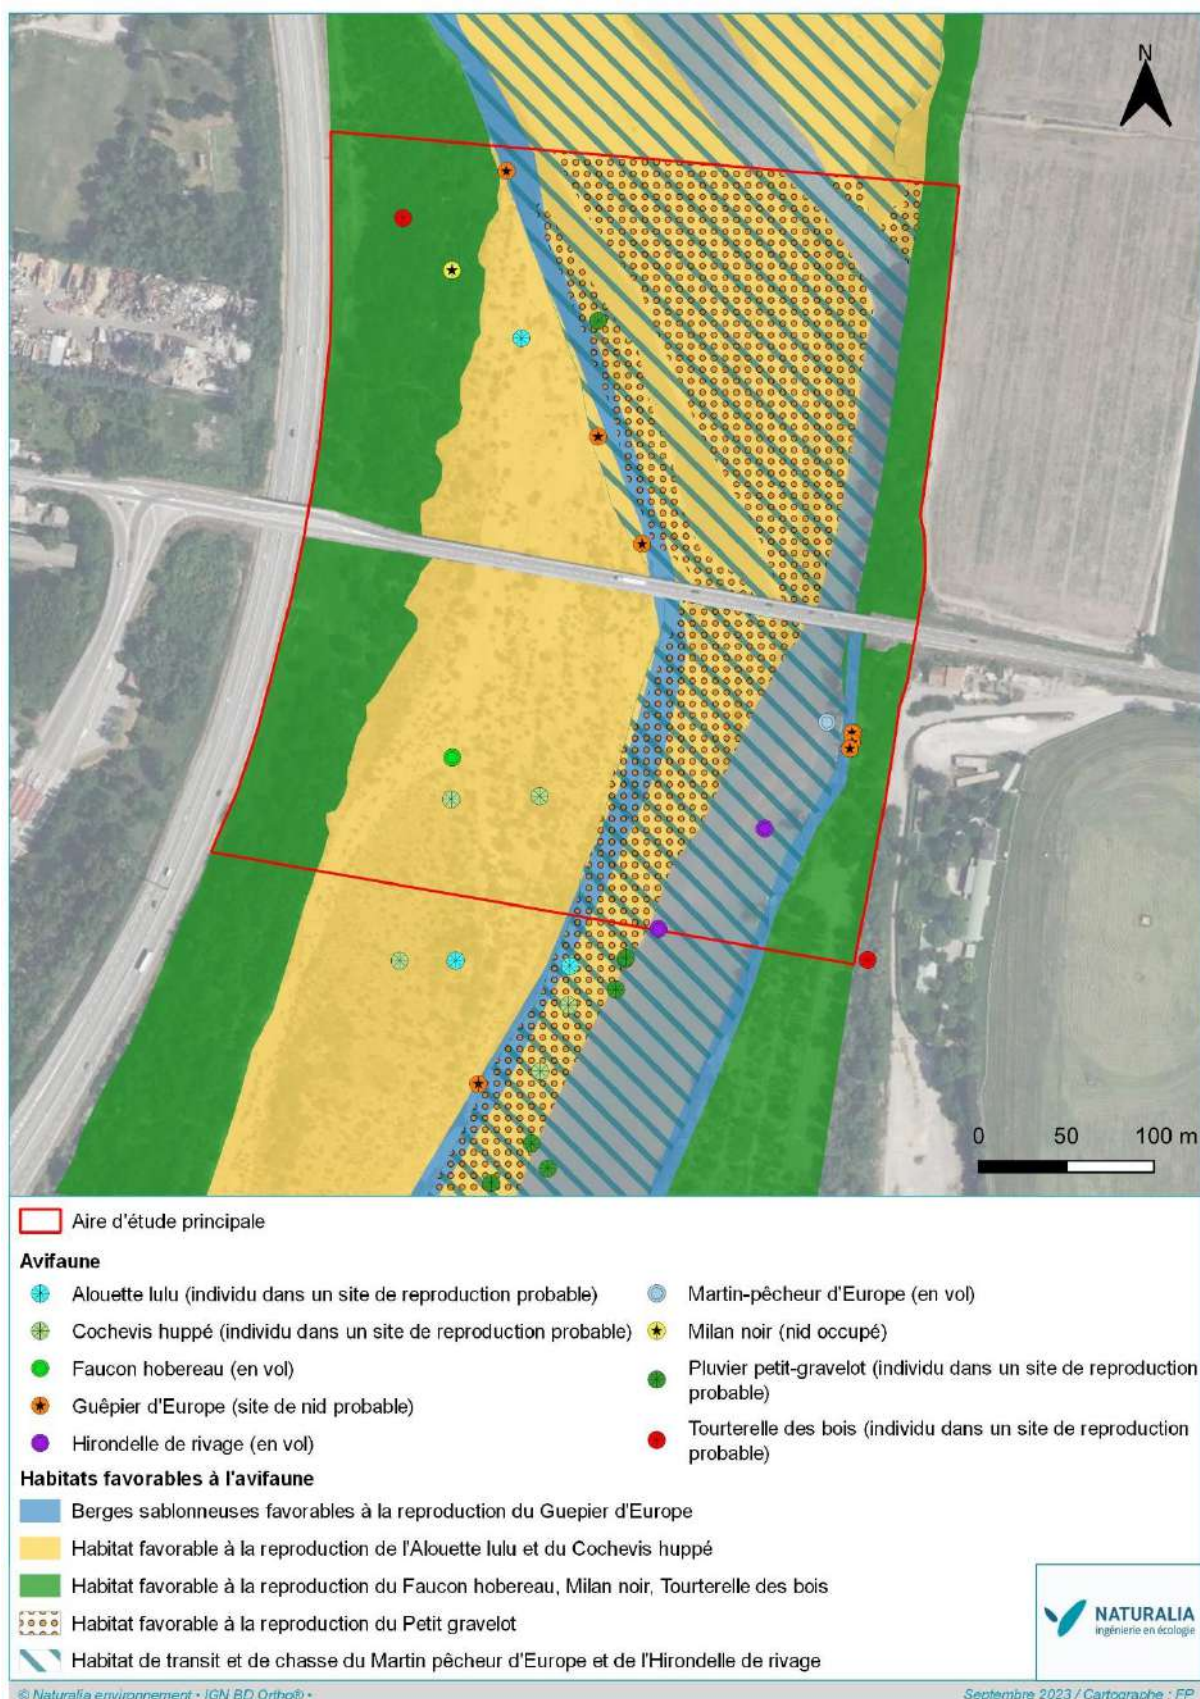 N
0 50 100 m
Aire d'étude principale
Avifaune
Alouette lulu (individu dans un site de reproduction probable)
Cochevis huppé (individu dans un site de reproduction probable)
Faucon hobereau (en vol)
Guêpier d'Europe (site de nid probable)
Hirondelle de rivage (en vol)
Martin-pêcheur d'Europe (en vol)
Milan noir (nid occupé)
Pluvier petit-gravelot (individu dans un site de reproduction
probable)
Tourterelle des bois (individu dans un site de reproduction
probable)
Habitats favorables à l'avifaune
Berges sablonneuses favorables à la reproduction du Guepier d'Europe
Habitat favorable à la reproduction de l'Alouette lulu et du Cochevis huppé
Habitat favorable à la reproduction du Faucon hobereau, Milan noir, Tourterelle des bois
Habitat favorable à la reproduction du Petit gravelot
Habitat de transit et de chasse du Martin pêcheur d'Europe et de l'Hirondelle de rivage
NATURALIA
ingénierie en écologie
© Naturalia environnement • IGN BD Ortho® •
Septembre 2023 / Cartographe : FP